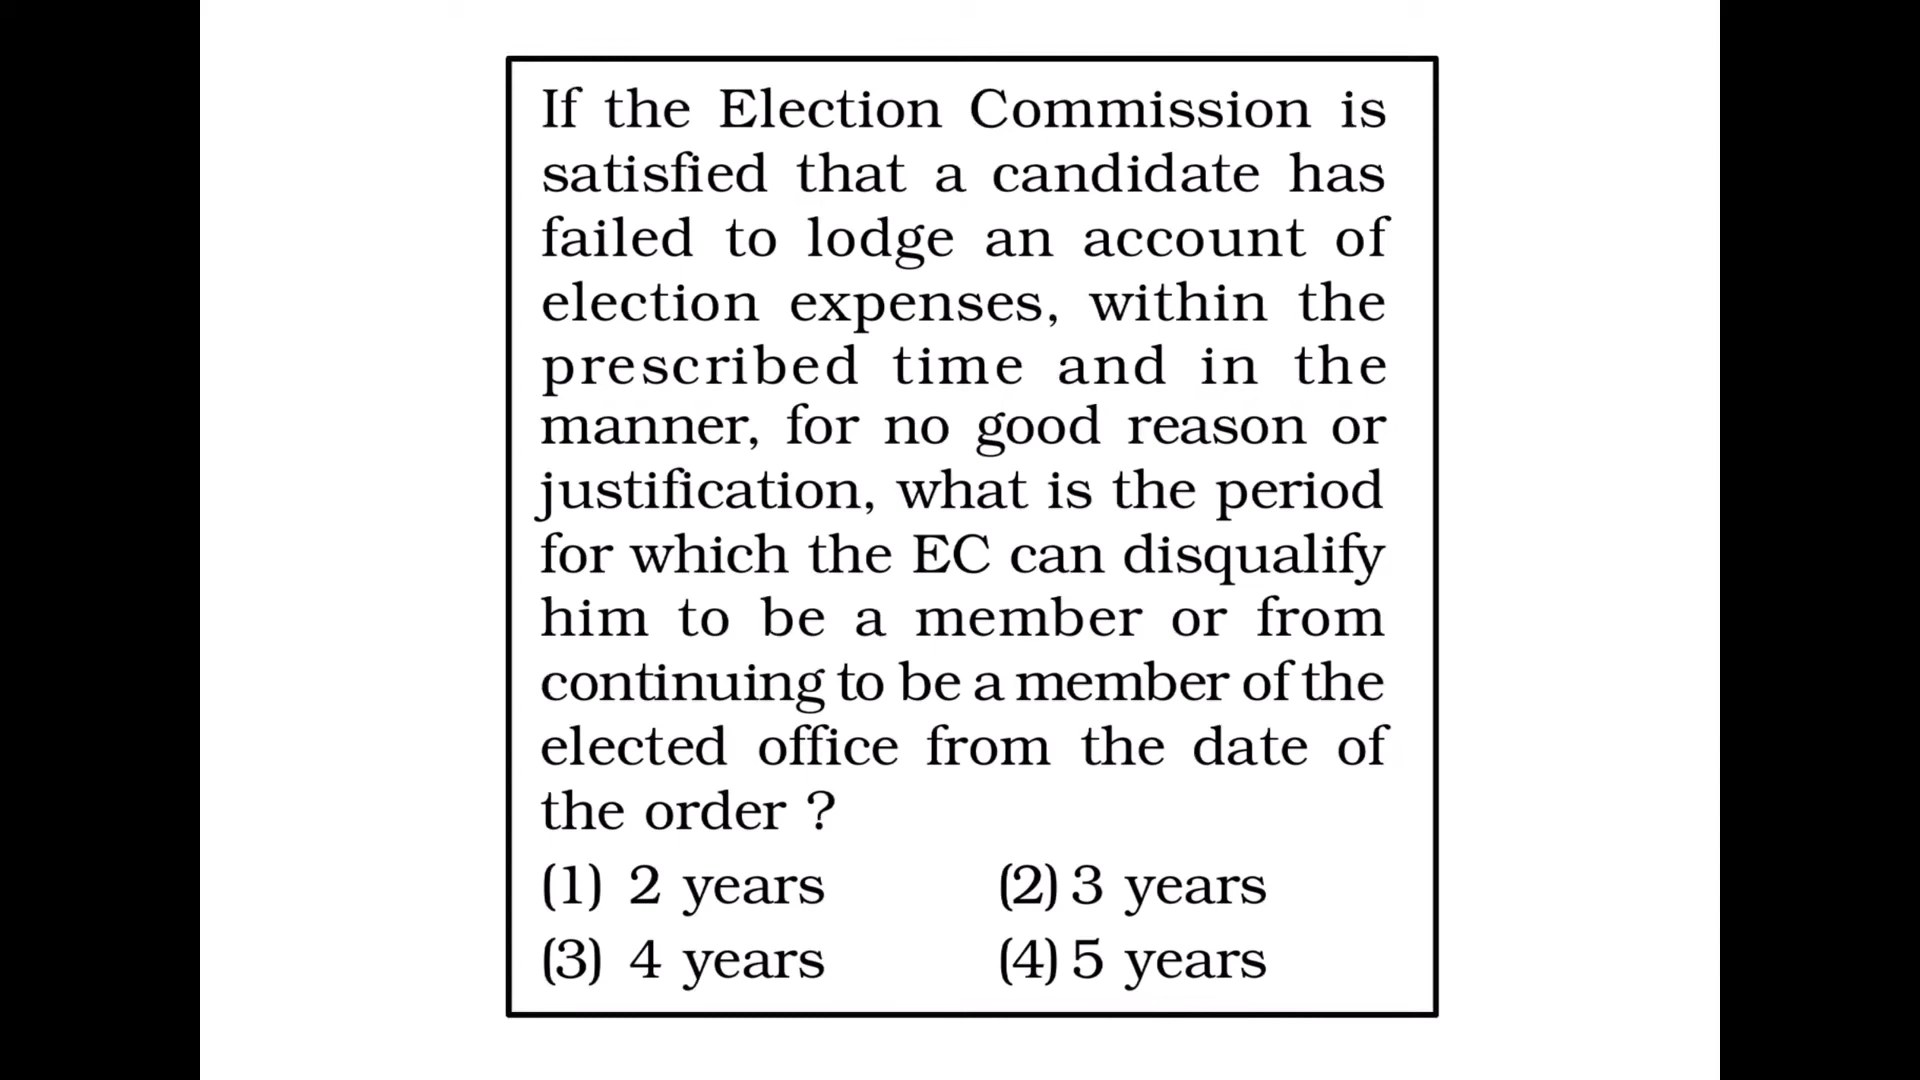 If the Election Commission is
satisfied that a candidate has
failed to lodge an account of
election expenses, within the
prescribed time and in the
manner, for no good reason or
justification, what is the period
for which the EC can disqualify
him to be a member or from
continuing to be a member of the
elected office from the date of
the order ?
(1) 2 years (2) 3 years
(3) 4 years (4) 5 years